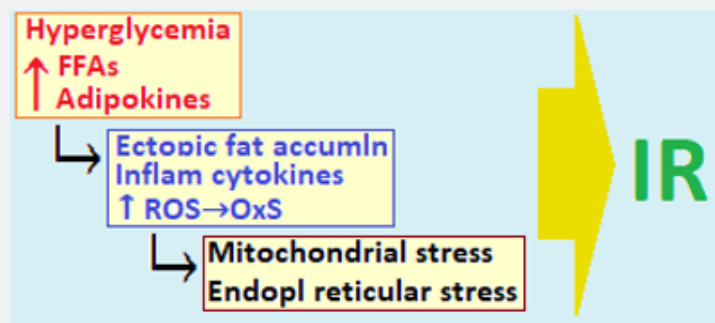 Hyperglycemia
↑ FFAs
Adipokines
Ectopic fat accumln
Inflam cytokines
↑ ROS→OxS
Mitochondrial stress
Endopl reticular stress
IR